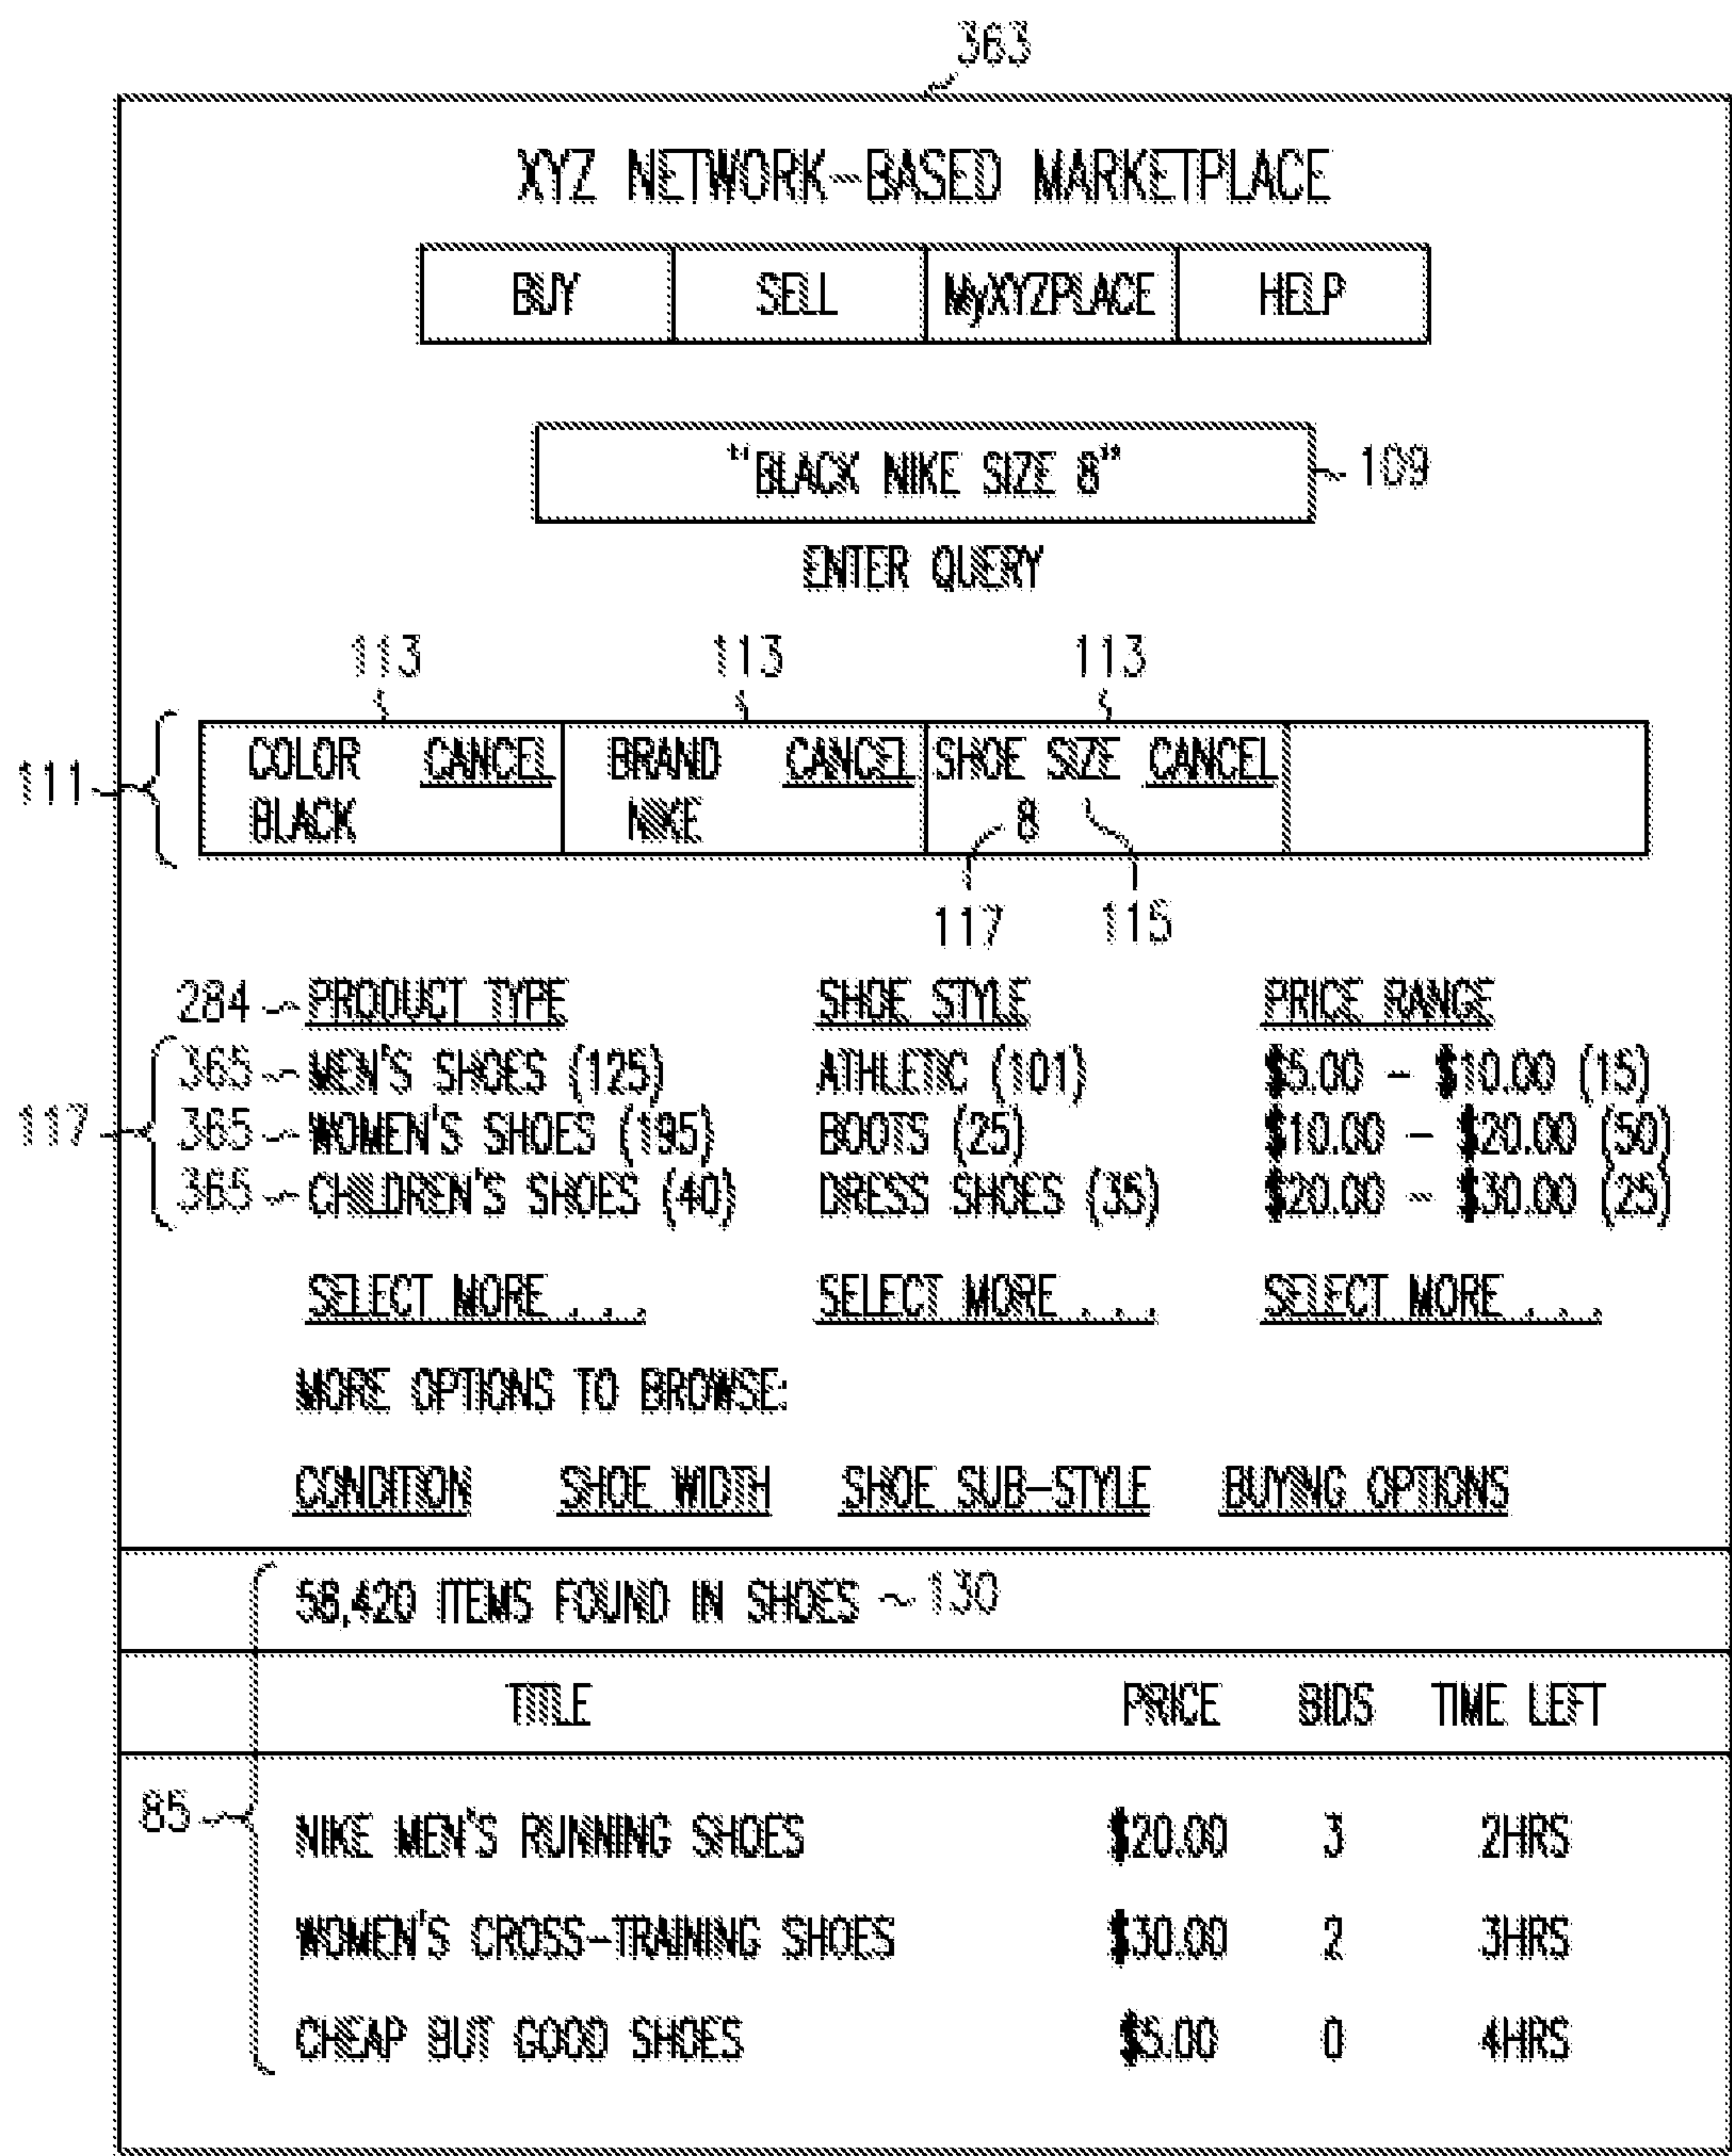 363
XYZ NETWORK-BASED MARKETPLACE
BUY SELL MyXYZPLACE HELP
"BLACK NIKE SIZE 8" 109
ENTER QUERY
113 113 113
111 COLOR CANCEL BRAND CANCEL SHOE SIZE CANCEL
BLACK NIKE 8
117 115
284 PRODUCT TYPE SHOE STYLE PRICE RANGE
365 MEN'S SHOES (125) ATHLETIC (101) $5.00 - $10.00 (15)
117 365 WOMEN'S SHOES (195) BOOTS (25) $10.00 - $20.00 (50)
365 CHILDREN'S SHOES (40) DRESS SHOES (35) $20.00 - $30.00 (25)
SELECT MORE . . . SELECT MORE . . . SELECT MORE . . .
MORE OPTIONS TO BROWSE:
CONDITION SHOE WIDTH SHOE SUB-STYLE BUYING OPTIONS
ITEMS FOUND IN SHOES 130
TITLE PRICE BIDS TIME LEFT
85 NIKE MEN'S RUNNING SHOES $20.00 3 2HRS
WOMEN'S CROSS-TRAINING SHOES $30.00 2 3HRS
CHEAP BUT GOOD SHOES $5.00 0 4HRS